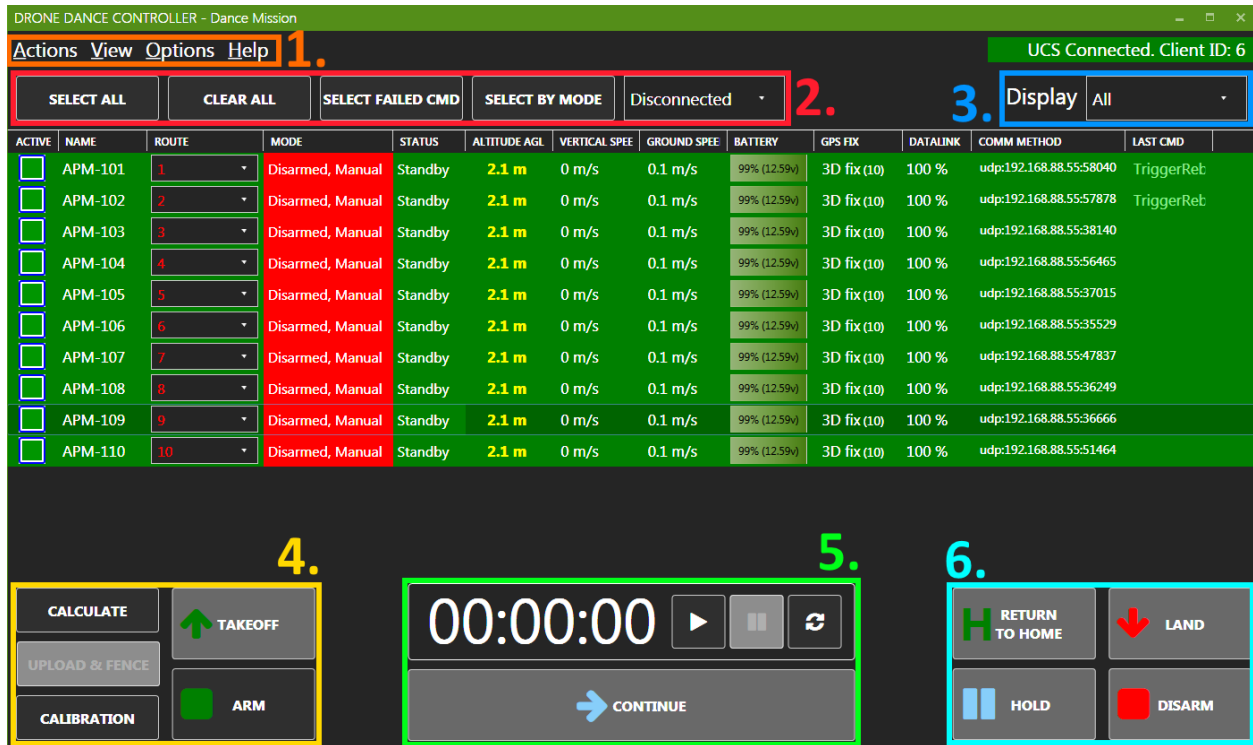 DRONE DANCE CONTROLLER - Dance Mission
Actions View Options Help 1. UCS Connected. Client ID: 6
SELECT ALL CLEAR ALL SELECT FAILED CMD SELECT BY MODE Disconnected 2. 3. Display All
ACTIVE NAME ROUTE MODE STATUS ALTITUDE AGL VERTICAL SPEE GROUND SPEE BATTERY GPS FIX DATALINK COMM METHOD LAST CMD
APM-101 1 Disarmed, Manual Standby 2.1 m 0 m/s 0.1 m/s 99% (12.59v) 3D fix (10) 100 % udp:192.168.88.55:58040 TriggerReb
APM-102 2 Disarmed, Manual Standby 2.1 m 0 m/s 0.1 m/s 99% (12.59v) 3D fix (10) 100 % udp:192.168.88.55:57878 TriggerReb
APM-103 3 Disarmed, Manual Standby 2.1 m 0 m/s 0.1 m/s 99% (12.59v) 3D fix (10) 100 % udp:192.168.88.55:38140
APM-104 4 Disarmed, Manual Standby 2.1 m 0 m/s 0.1 m/s 99% (12.59v) 3D fix (10) 100 % udp:192.168.88.55:56465
APM-105 5 Disarmed, Manual Standby 2.1 m 0 m/s 0.1 m/s 99% (12.59v) 3D fix (10) 100 % udp:192.168.88.55:37015
APM-106 6 Disarmed, Manual Standby 2.1 m 0 m/s 0.1 m/s 99% (12.59v) 3D fix (10) 100 % udp:192.168.88.55:35529
APM-107 7 Disarmed, Manual Standby 2.1 m 0 m/s 0.1 m/s 99% (12.59v) 3D fix (10) 100 % udp:192.168.88.55:47837
APM-108 8 Disarmed, Manual Standby 2.1 m 0 m/s 0.1 m/s 99% (12.59v) 3D fix (10) 100 % udp:192.168.88.55:36249
APM-109 9 Disarmed, Manual Standby 2.1 m 0 m/s 0.1 m/s 99% (12.59v) 3D fix (10) 100 % udp:192.168.88.55:36666
APM-110 10 Disarmed, Manual Standby 2.1 m 0 m/s 0.1 m/s 99% (12.59v) 3D fix (10) 100 % udp:192.168.88.55:51464
4.
CALCULATE
TAKEOFF
UPLOAD & FENCE
ARM
CALIBRATION
5.
00:00:00
CONTINUE
6.
H RETURN
TO HOME
LAND
HOLD
DISARM